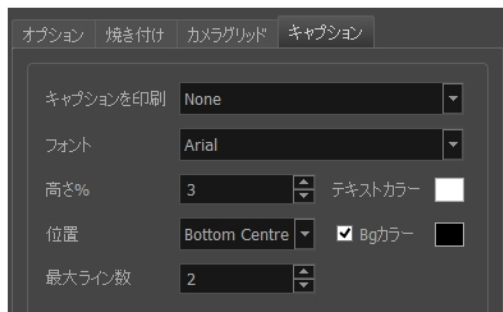 オプション 焼き付け カメラグリッド キャプション
キャプションを印刷 None
フォント Arial
高さ% 3 テキストカラー
位置 Bottom Centre Bgカラー
最大ライン数 2